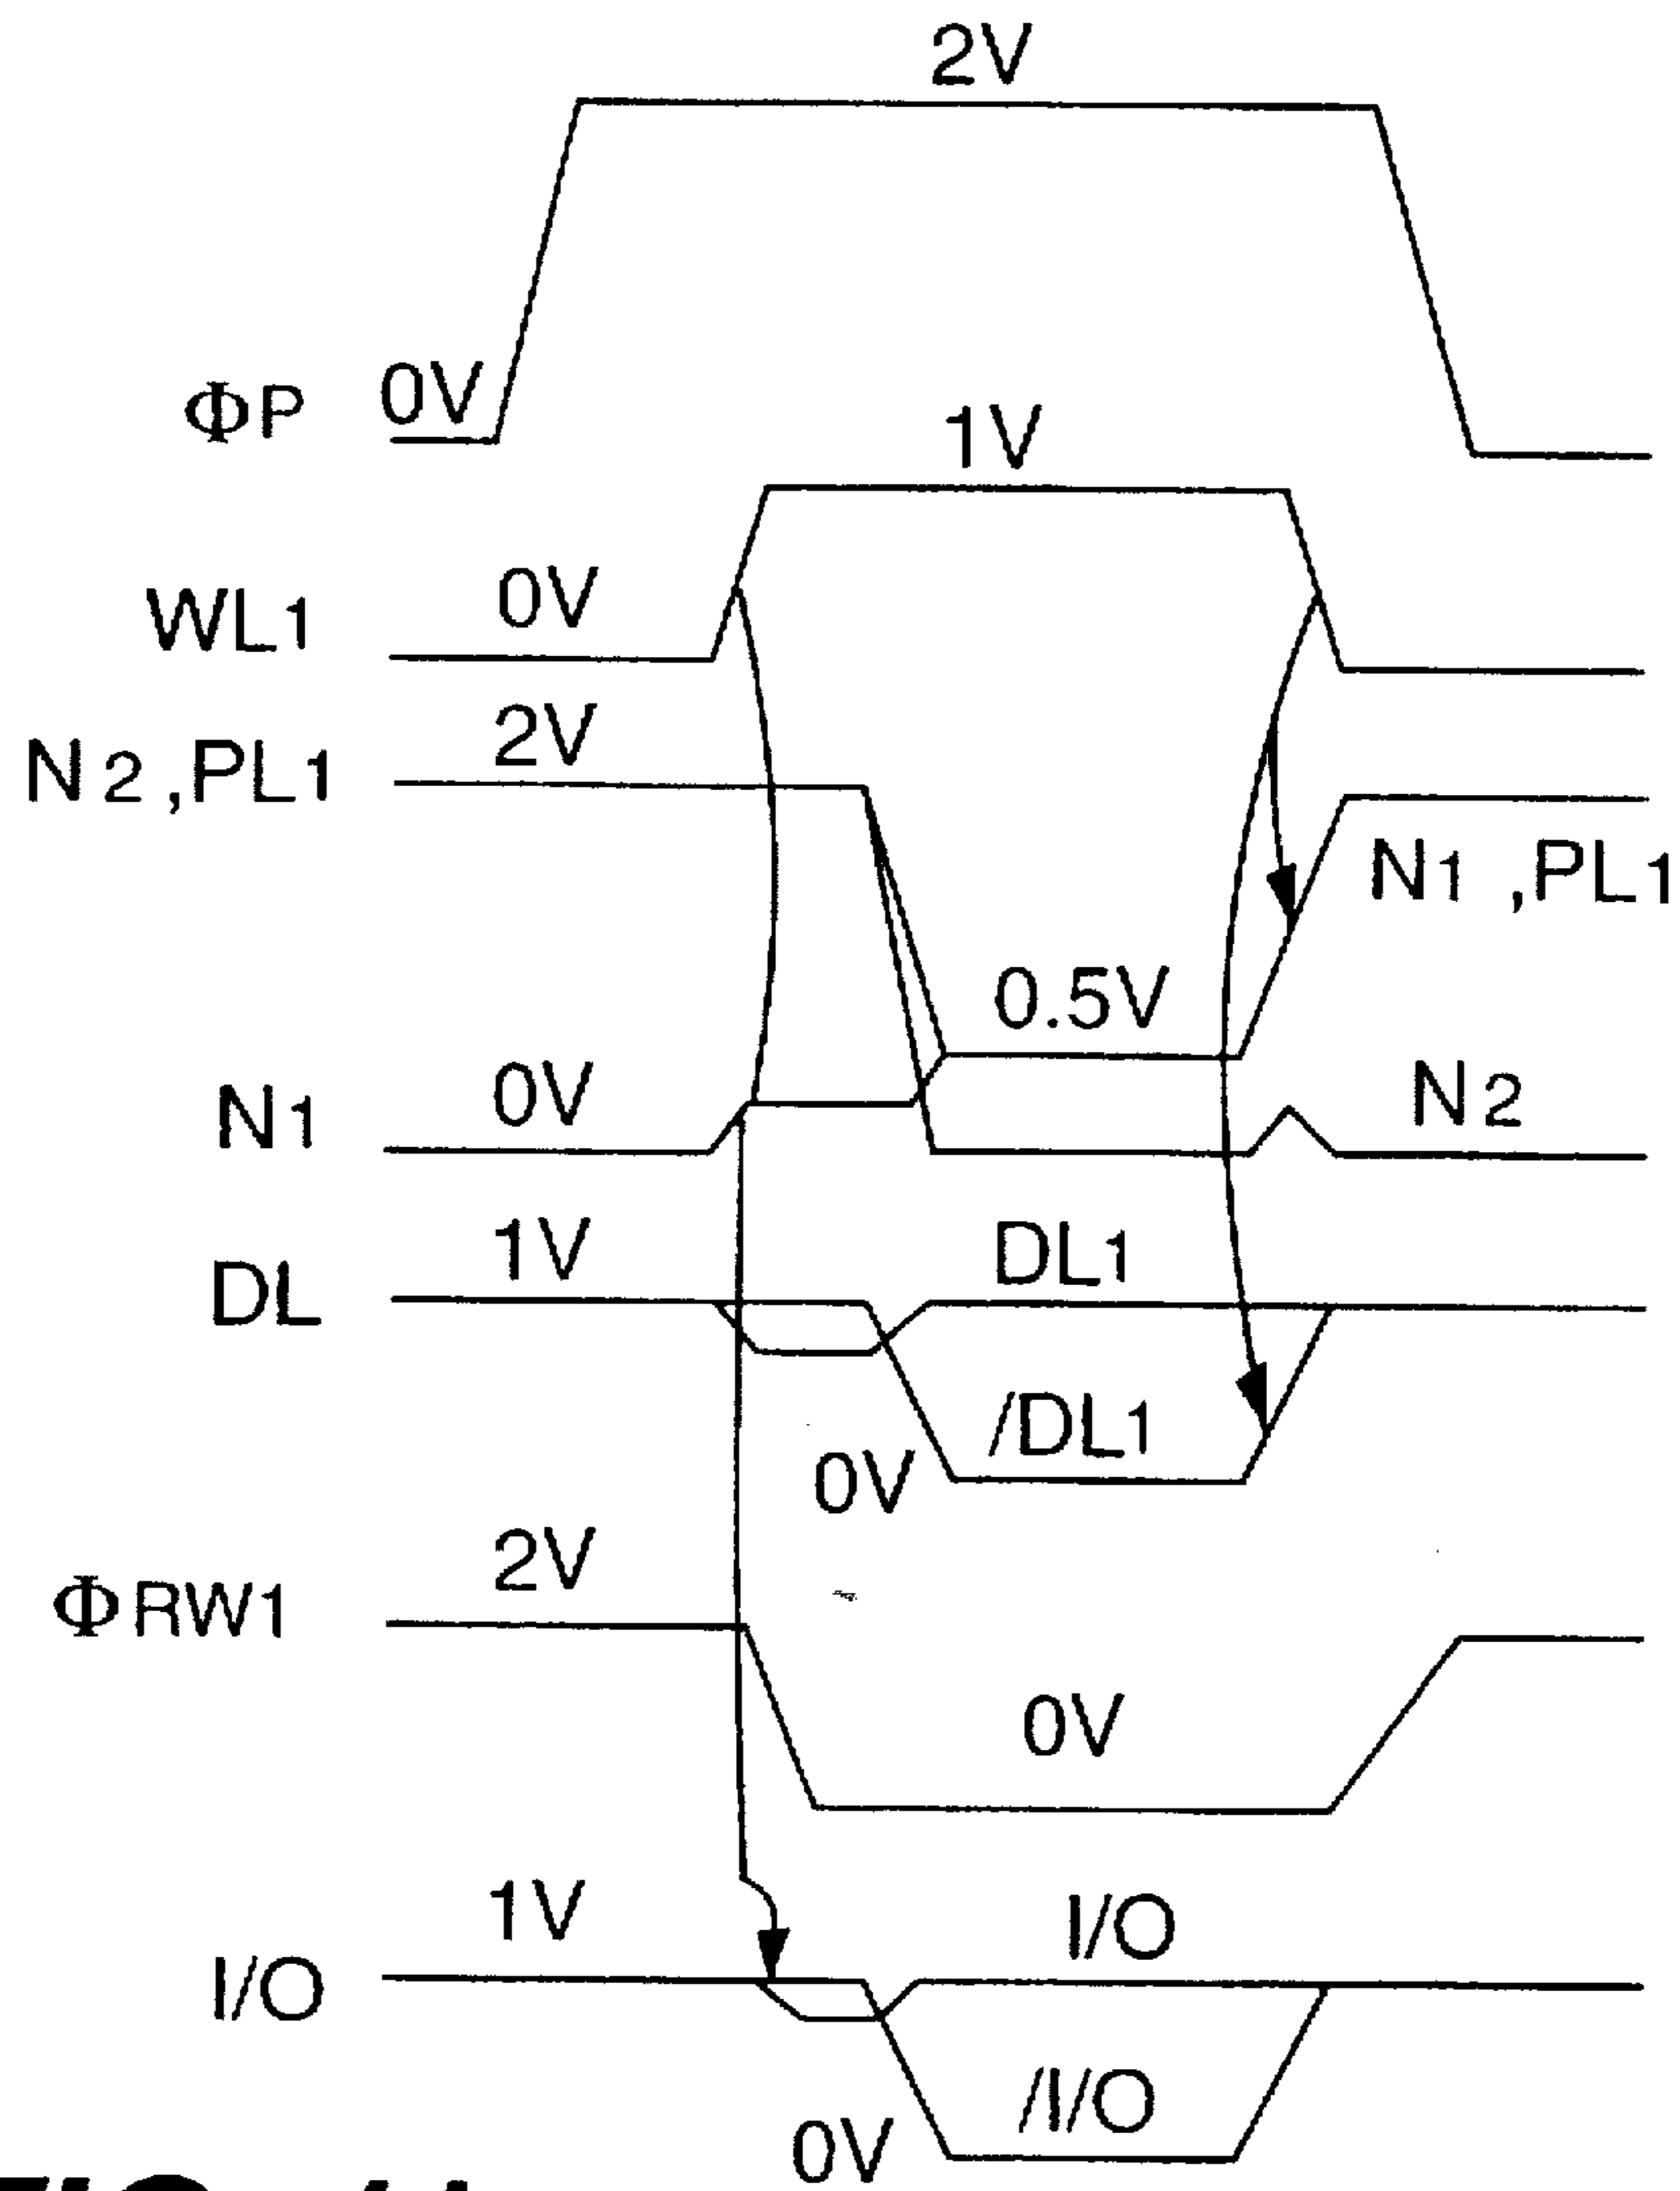 2V
ΦP 0V
1V
WL1 0V
N2,PL1 2V
N1,PL1
0.5V
N1 0V
N2
DL 1V
DL1
/DL1
0V
ΦRW1 2V
0V
I/O 1V
I/O
/I/O
0V